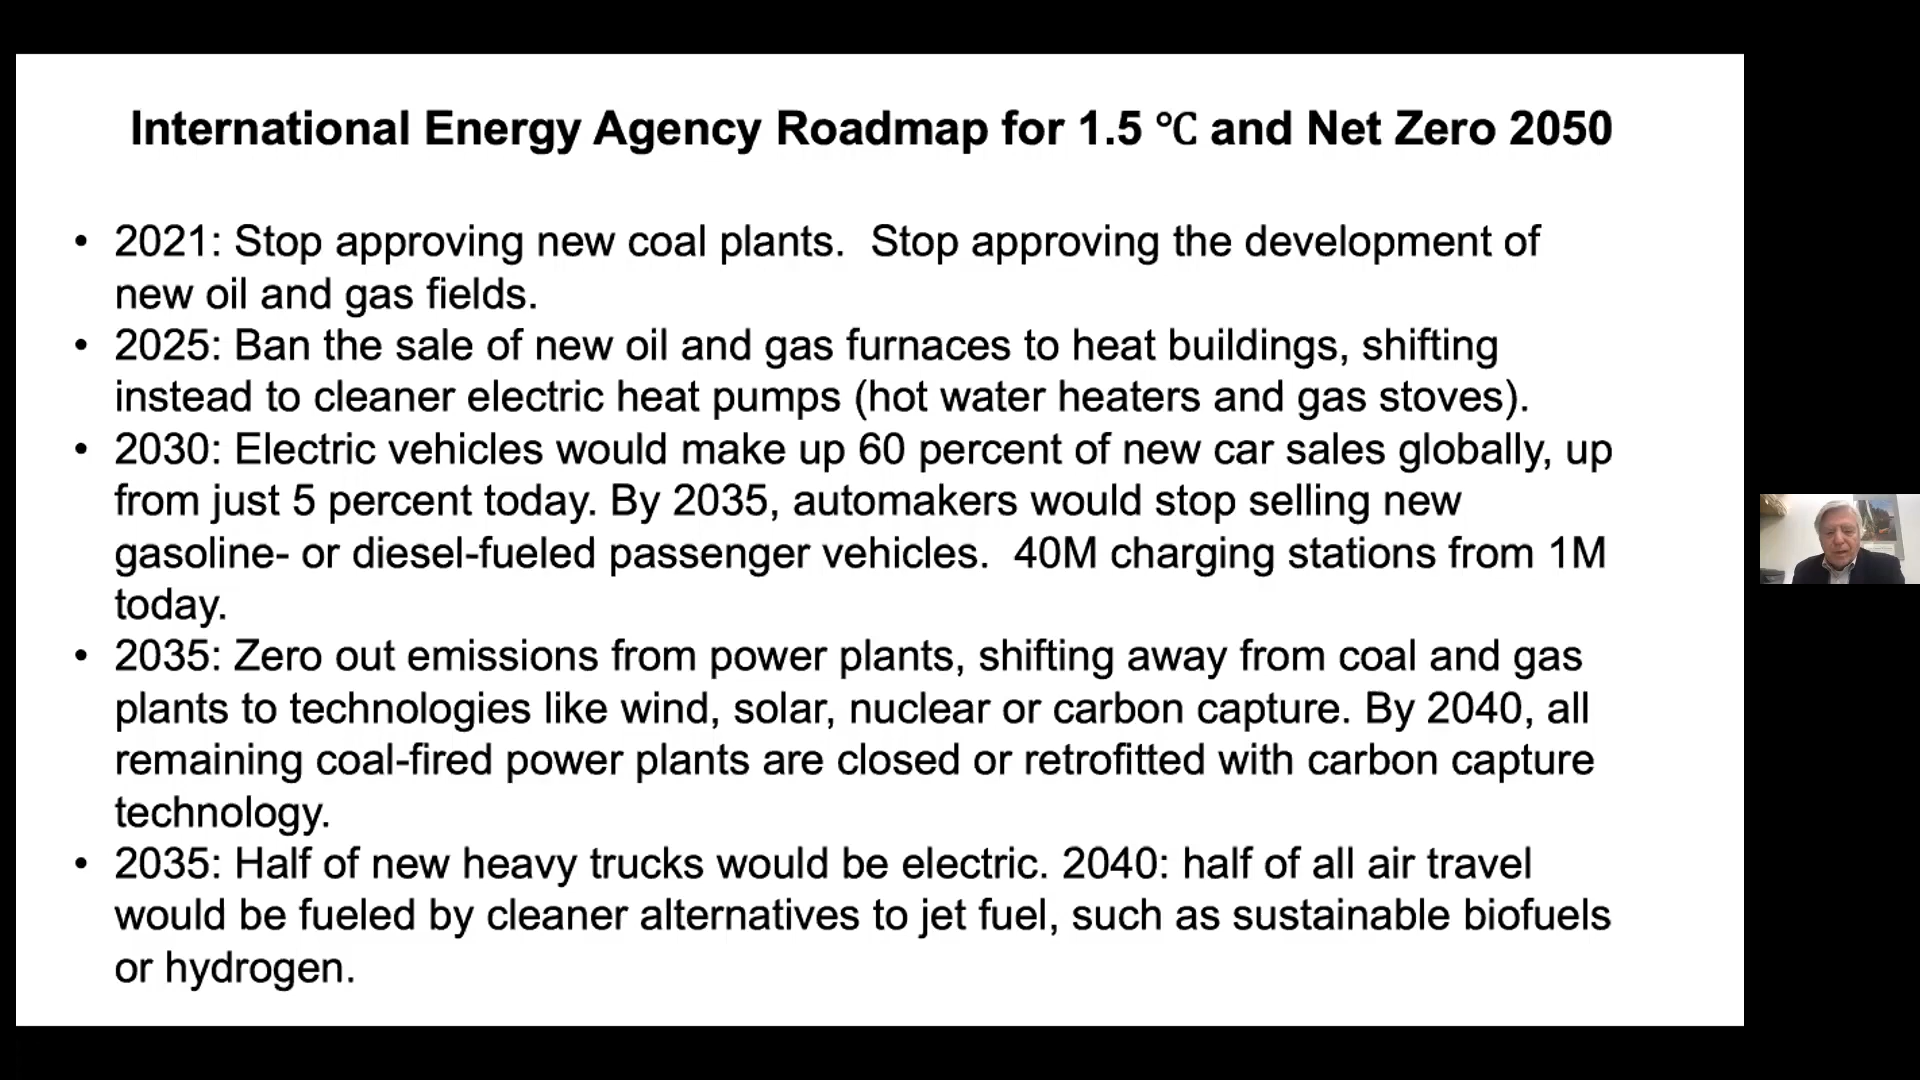 International Energy Agency Roadmap for 1.5 ℃ and Net Zero 2050
• 2021: Stop approving new coal plants.  Stop approving the development of
new oil and gas fields.
• 2025: Ban the sale of new oil and gas furnaces to heat buildings, shifting
instead to cleaner electric heat pumps (hot water heaters and gas stoves).
• 2030: Electric vehicles would make up 60 percent of new car sales globally, up
from just 5 percent today. By 2035, automakers would stop selling new
gasoline- or diesel-fueled passenger vehicles.  40M charging stations from 1M
today.
• 2035: Zero out emissions from power plants, shifting away from coal and gas
plants to technologies like wind, solar, nuclear or carbon capture. By 2040, all
remaining coal-fired power plants are closed or retrofitted with carbon capture
technology.
• 2035: Half of new heavy trucks would be electric. 2040: half of all air travel
would be fueled by cleaner alternatives to jet fuel, such as sustainable biofuels
or hydrogen.